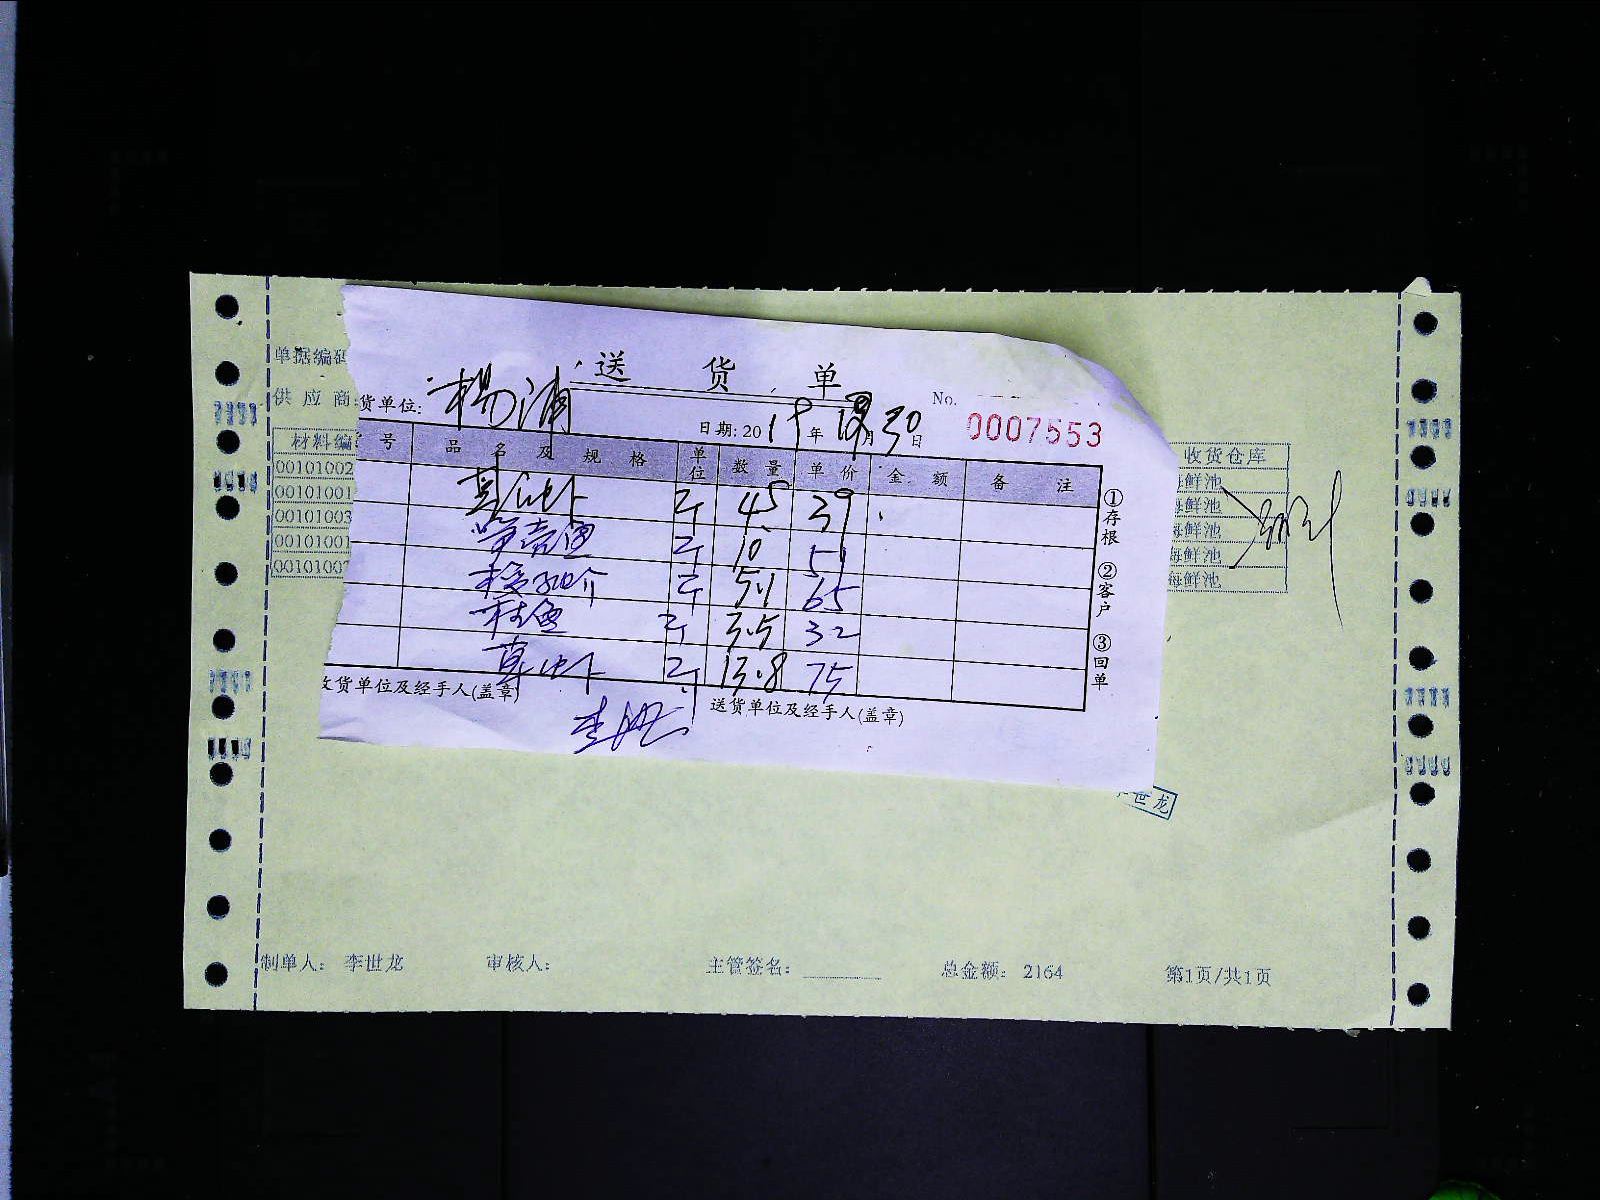 送 货 单
No. 0007553
货单位: 杨浦
日期: 20 19 年 12 月 30 日
号 品 名 及 规 格 单位 数 量 单 价 金 额 备 注
斤 45 39
斤 10 51
斤 5.1 65
斤 3.5 32
斤 13.8 75
收货单位及经手人(盖章)
送货单位及经手人(盖章)
①存根 ②客户 ③回单
单据编码
供 应 商:
材料编 收货仓库
00101002 海鲜池
00101001 海鲜池
00101003 海鲜池
00101001 海鲜池
00101007 海鲜池
世龙
制单人: 李世龙 审核人: 主管签名: 总金额: 2164 第1页/共1页